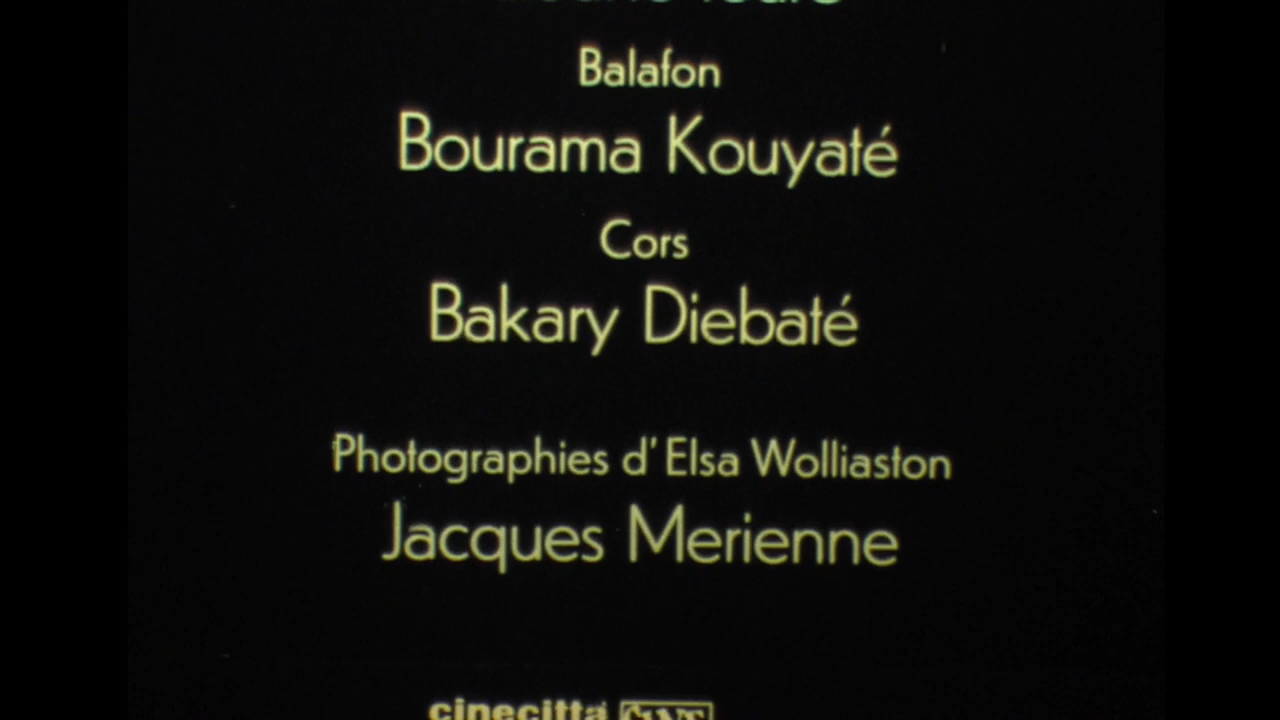 Balafon
Bourama Kouyaté
Cors
Bakary Diebaté
Photographies d'Elsa Wolliaston
Jacques Merienne
cinecitta